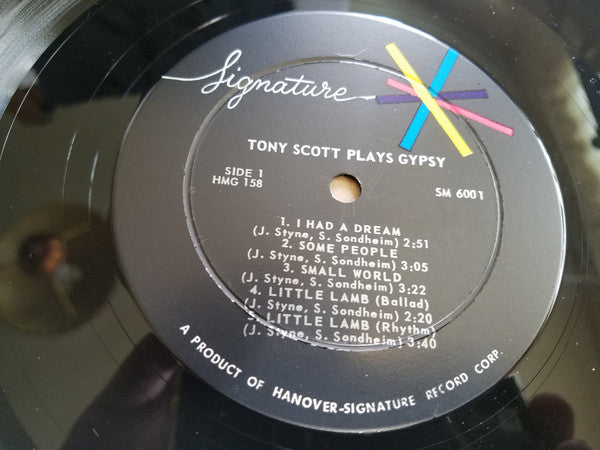 Signature
TONY SCOTT PLAYS GYPSY
SIDE 1
HMG 158
SM 6001
1. I HAD A DREAM
(J. Styne, S. Sondheim) 2:51
2. SOME PEOPLE
(J. Styne, S. Sondheim) 3:05
3. SMALL WORLD
(J. Styne, S. Sondheim) 3:22
4. LITTLE LAMB (Ballad)
(J. Styne, S. Sondheim) 2:20
5. LITTLE LAMB (Rhythm)
(J. Styne, S. Sondheim) 3:40
A PRODUCT OF HANOVER-SIGNATURE RECORD CORP.